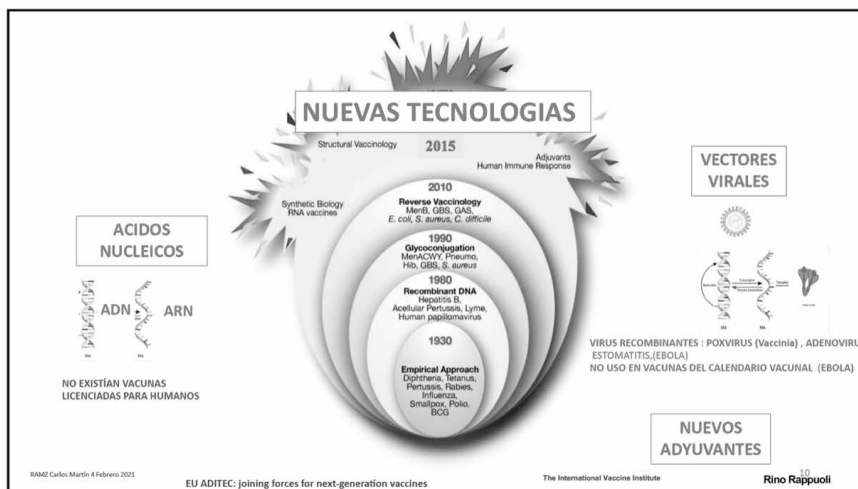 NUEVAS TECNOLOGIAS
Structural Vaccinology
2015
Adjuvants
Human Immune Response
Synthetic Biology
RNA vaccines
2010
Reverse Vaccinology
MenB, GBS, GAS,
E. coli, S. aureus, C. difficile
1990
Glycoconjugation
MenACWY, Pneumo,
Hib, GBS, S. aureus
1980
Recombinant DNA
Hepatitis B,
Acellular Pertussis, Lyme,
Human papillomavirus
1930
Empirical Approach
Diphtheria, Tetanus,
Pertussis, Rabies,
Influenza,
Smallpox, Polio,
BCG
ACIDOS
NUCLEICOS
ADN
ARN
NO EXISTÍAN VACUNAS
LICENCIADAS PARA HUMANOS
VECTORES
VIRALES
VIRUS RECOMBINANTES : POXVIRUS (Vaccinia) , ADENOVIRU
ESTOMATITIS,(EBOLA)
NO USO EN VACUNAS DEL CALENDARIO VACUNAL (EBOLA)
NUEVOS
ADYUVANTES
RAMZ Carlos Martín 4 Febrero 2021
EU ADITEC: joining forces for next-generation vaccines
The International Vaccine Institute
10
Rino Rappuoli